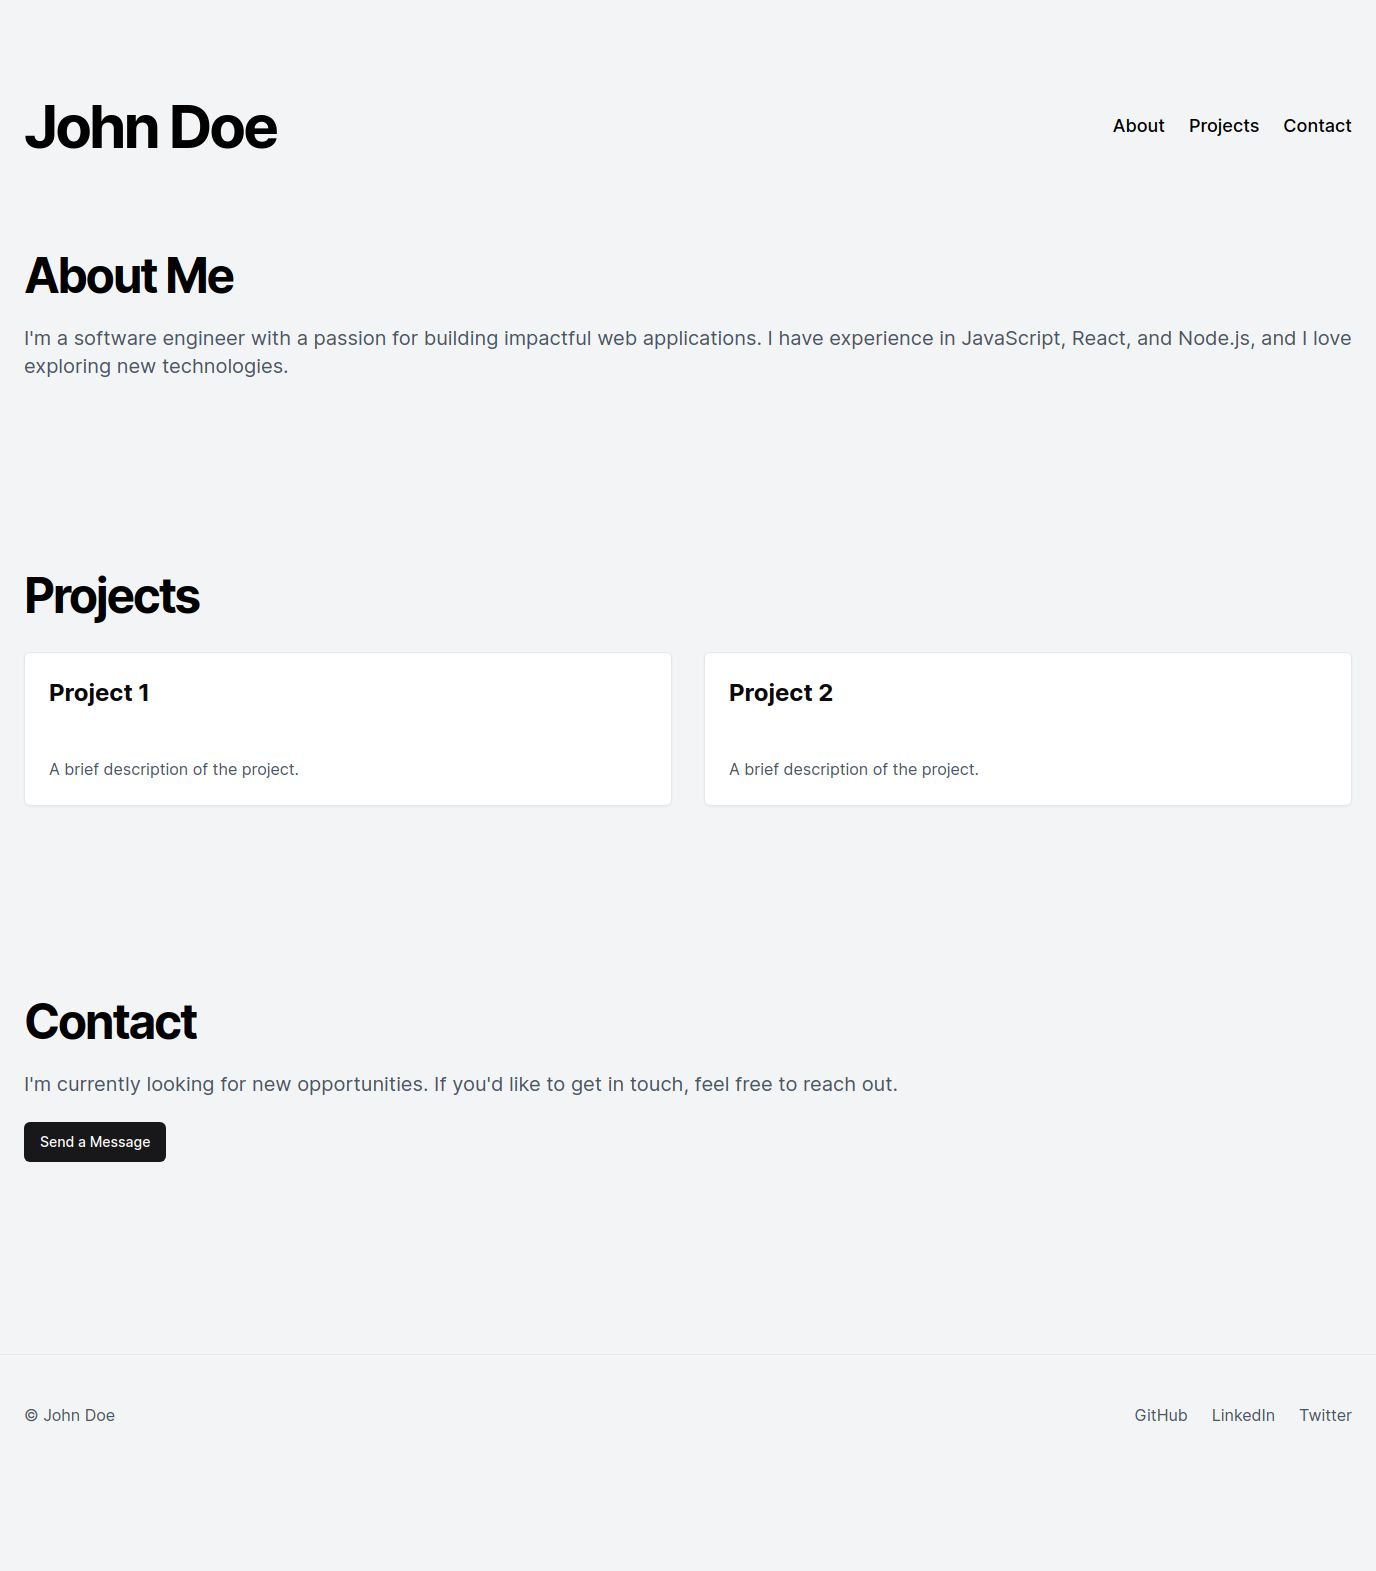 John Doe
About Projects Contact
About Me
I'm a software engineer with a passion for building impactful web applications. I have experience in JavaScript, React, and Node.js, and I love
exploring new technologies.
Projects
Project 1
A brief description of the project.
Project 2
A brief description of the project.
Contact
I'm currently looking for new opportunities. If you'd like to get in touch, feel free to reach out.
Send a Message
© John Doe
GitHub LinkedIn Twitter